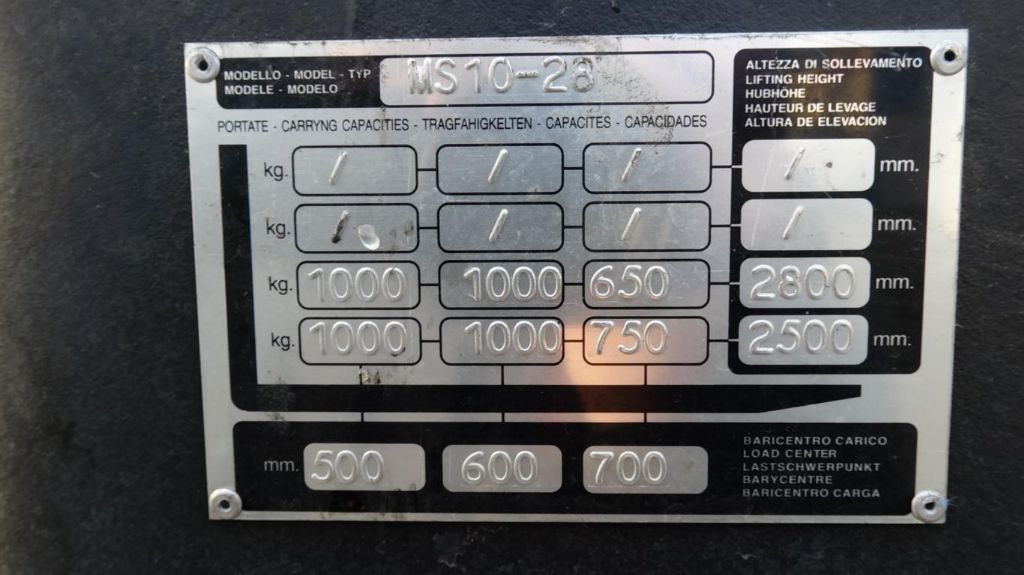 MODELLO - MODEL - TYP
MODELE - MODELO
MS10-28
ALTEZZA DI SOLLEVAMENTO
LIFTING HEIGHT
HUBHÖHE
HAUTEUR DE LEVAGE
ALTURA DE ELEVACION
PORTATE - CARRYNG CAPACITIES - TRAGFAHIGKELTEN - CAPACITES - CAPACIDADES
kg. / / / / mm.
kg. / / / / mm.
kg. 1000 1000 650 2800 mm.
kg. 1000 1000 750 2500 mm.
mm. 500 600 700
BARICENTRO CARICO
LOAD CENTER
LASTSCHWERPUNKT
BARYCENTRE
BARICENTRO CARGA